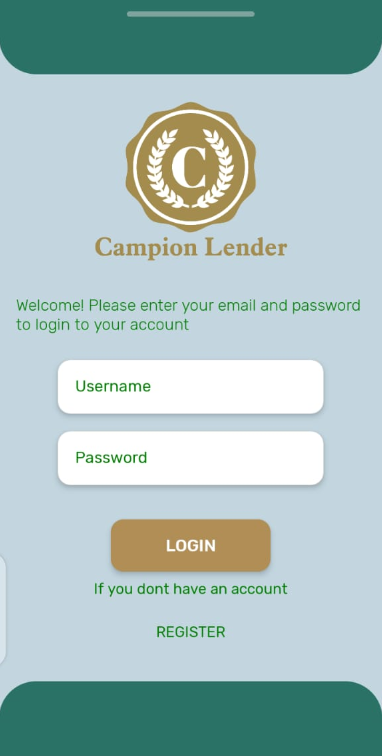 C
Campion Lender
Welcome! Please enter your email and password
to login to your account
Username
Password
LOGIN
If you dont have an account
REGISTER